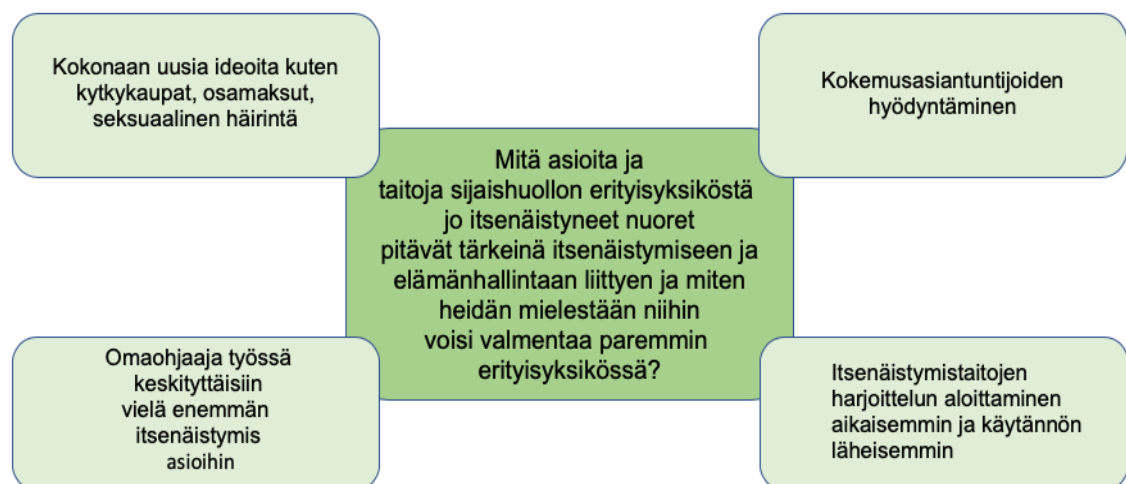 Kokonaan uusia ideoita kuten
kytkykaupat, osamaksut,
seksuaalinen häirintä
Kokemusasiantuntijoiden
hyödyntäminen
Mitä asioita ja
taitoja sijaishuollon erityisyksiköstä
jo itsenäistyneet nuoret
pitävät tärkeinä itsenäistymiseen ja
elämänhallintaan liittyen ja miten
heidän mielestään niihin
voisi valmentaa paremmin
erityisyksikössä?
Omaohjaaja työssä
keskityttäisiin
vielä enemmän
itsenäistymis
asioihin
Itsenäistymistaitojen
harjoittelun aloittaminen
aikaisemmin ja käytännön
läheisemmin